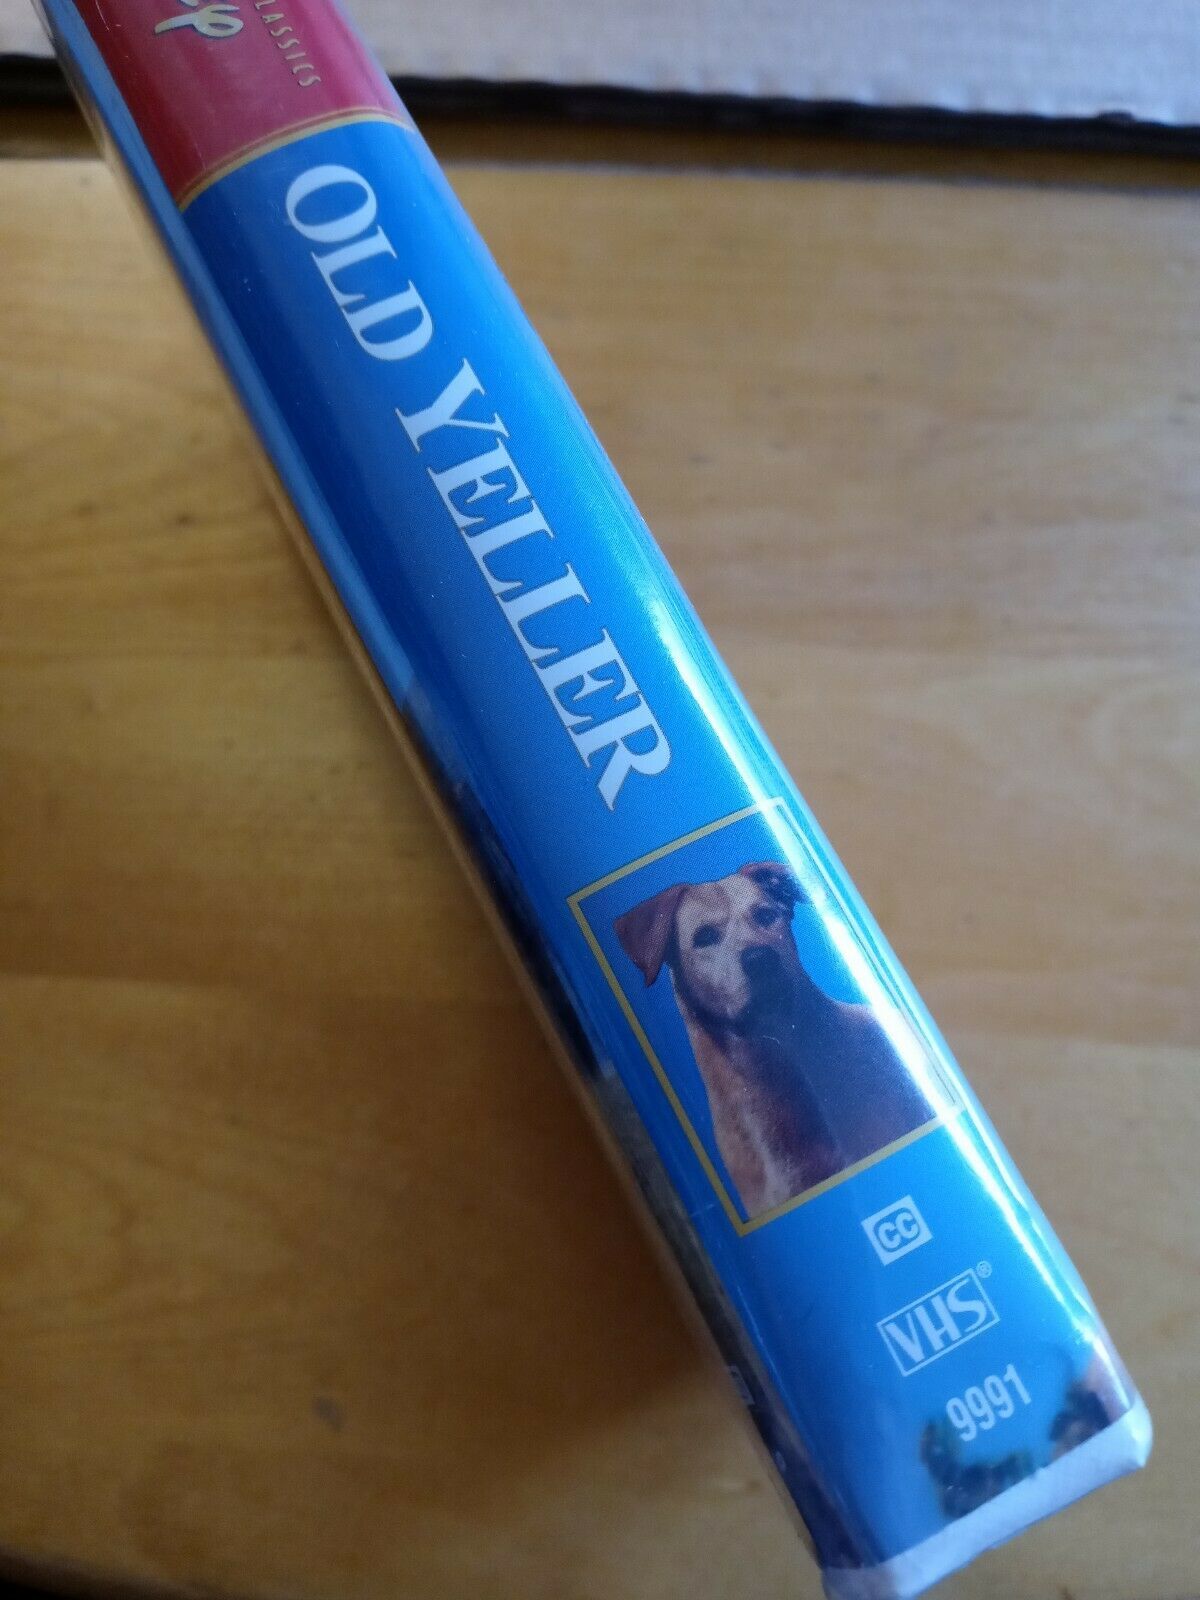 CLASSICS
OLD YELLER
CC
VHS®
9991